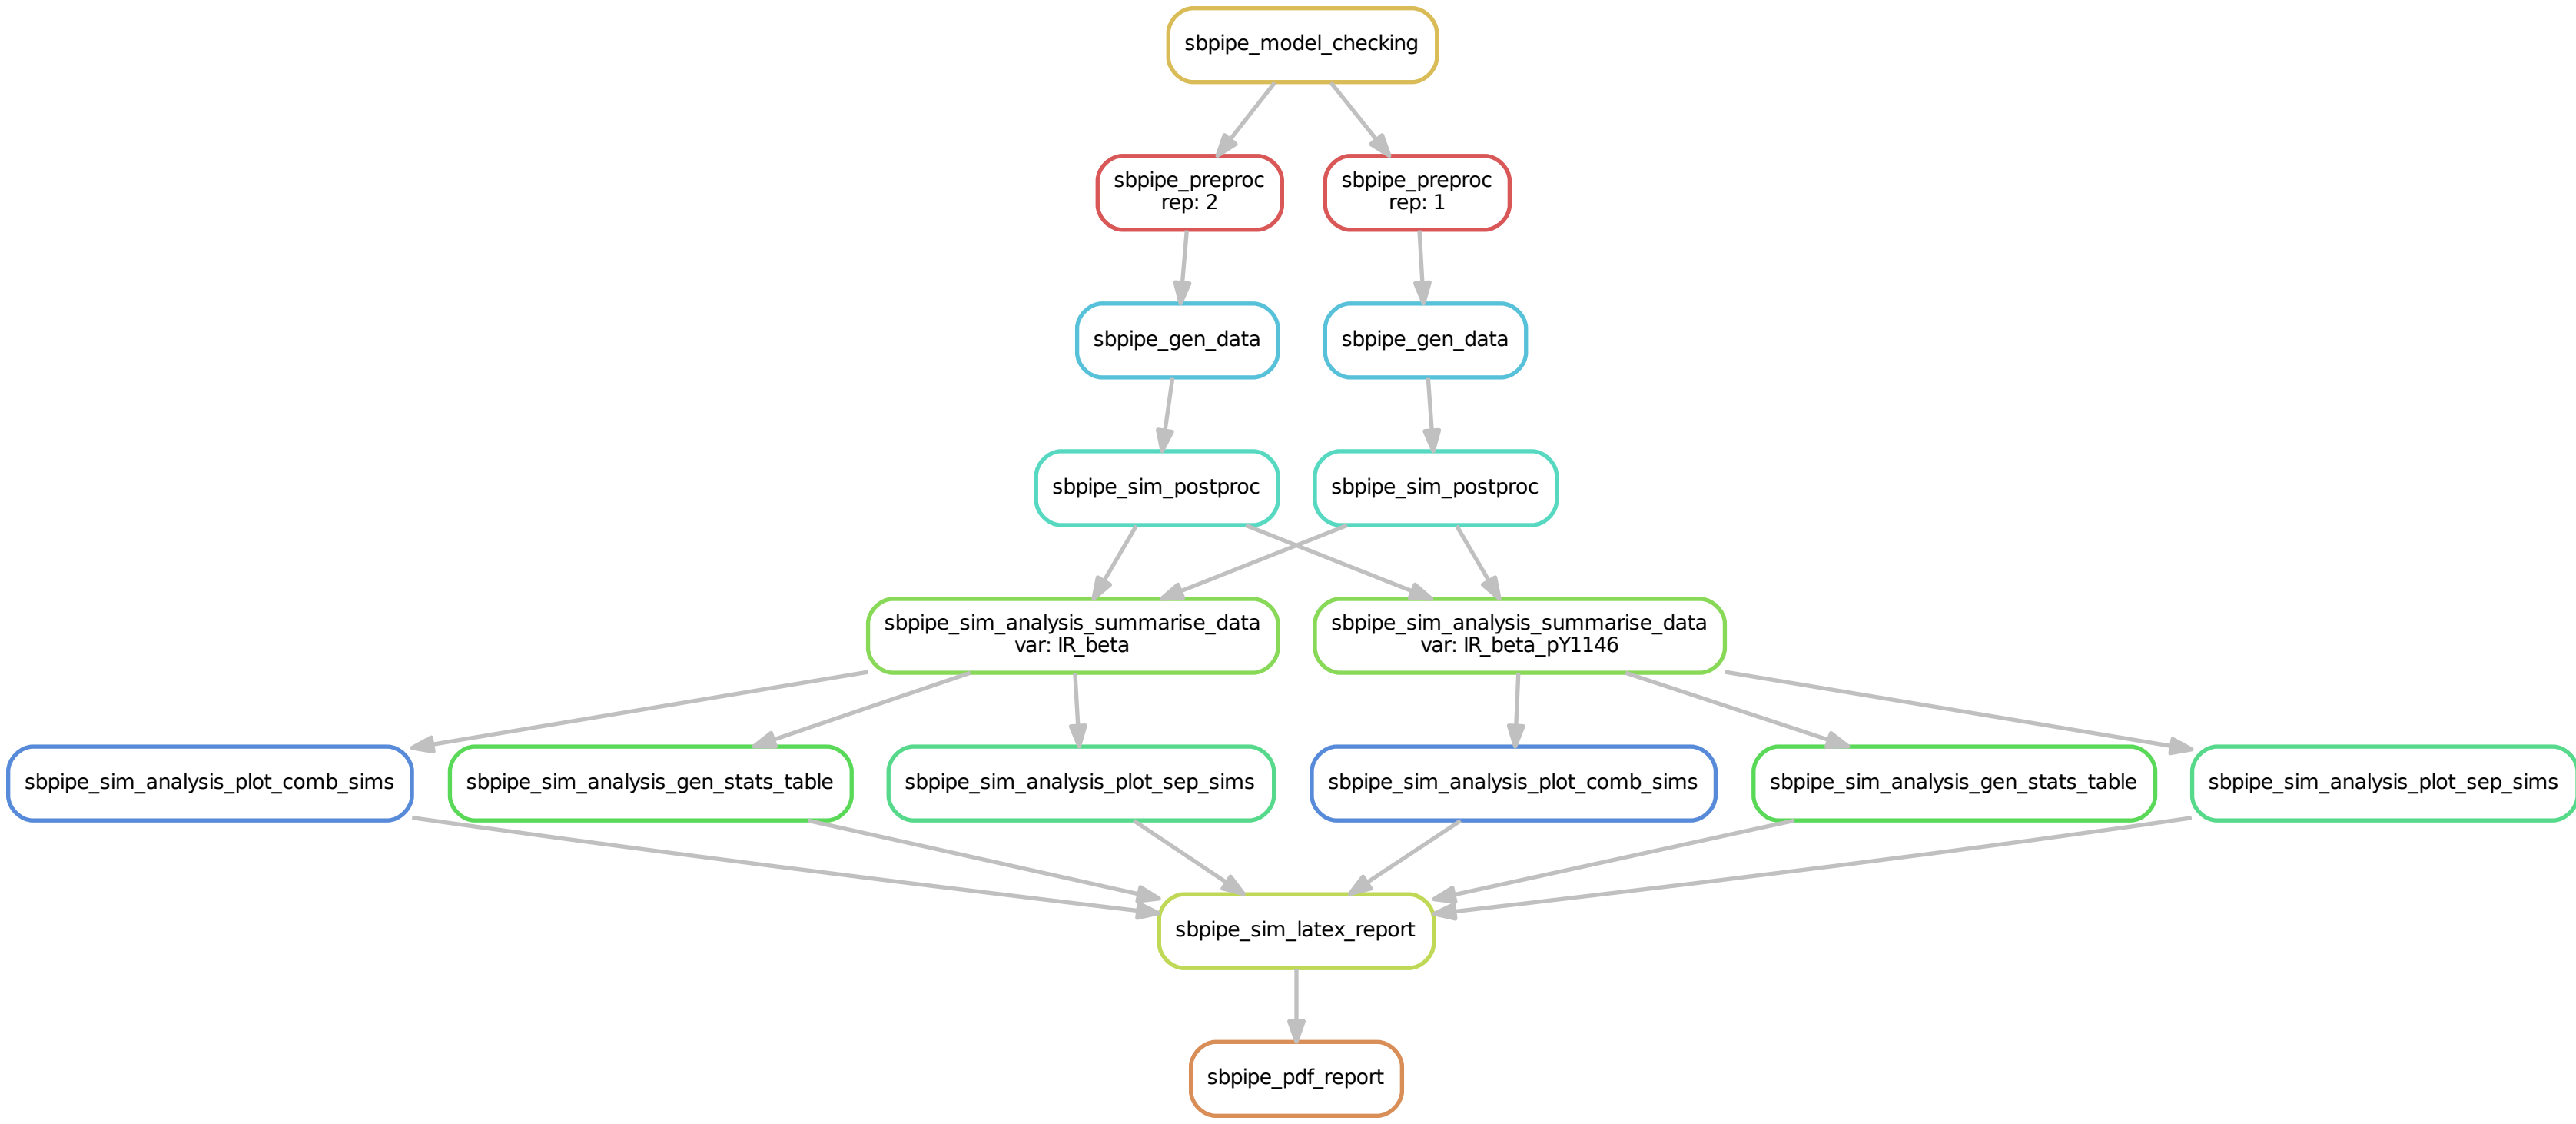 sbpipe_model_checking
sbpipe_preproc
rep: 2
sbpipe_preproc
rep: 1
sbpipe_gen_data
sbpipe_gen_data
sbpipe_sim_postproc
sbpipe_sim_postproc
sbpipe_sim_analysis_summarise_data
var: IR_beta
sbpipe_sim_analysis_summarise_data
var: IR_beta_pY1146
sbpipe_sim_analysis_plot_comb_sims
sbpipe_sim_analysis_gen_stats_table
sbpipe_sim_analysis_plot_sep_sims
sbpipe_sim_analysis_plot_comb_sims
sbpipe_sim_analysis_gen_stats_table
sbpipe_sim_analysis_plot_sep_sims
sbpipe_sim_latex_report
sbpipe_pdf_report